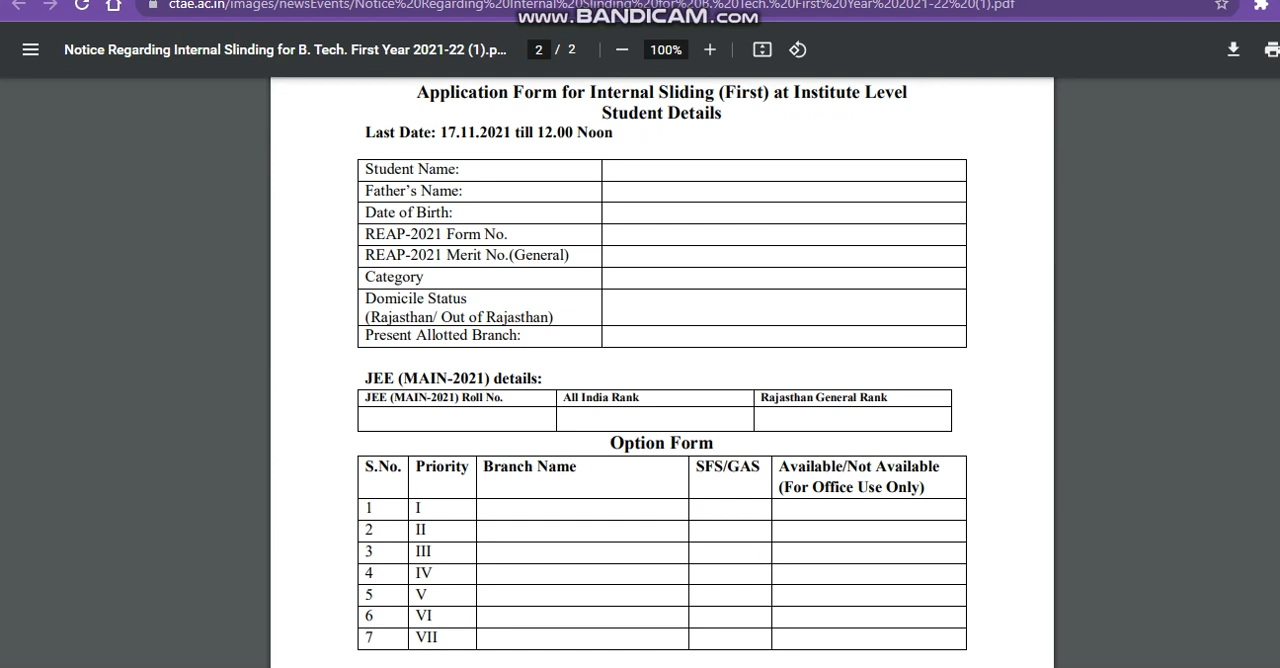 ctae.ac.in/images/newsEvents/Notice%20Regarding%20Internal%20Slinding%20for%20B.%20Tech.%20First%20Year%202021-22%20(1).pdf
www.BANDICAM.com
Notice Regarding Internal Slinding for B. Tech. First Year 2021-22 (1).p... 2 / 2 100%
Application Form for Internal Sliding (First) at Institute Level
Student Details
Last Date: 17.11.2021 till 12.00 Noon
Student Name:
Father's Name:
Date of Birth:
REAP-2021 Form No.
REAP-2021 Merit No.(General)
Category
Domicile Status
(Rajasthan/ Out of Rajasthan)
Present Allotted Branch:
JEE (MAIN-2021) details:
JEE (MAIN-2021) Roll No. All India Rank Rajasthan General Rank
Option Form
S.No. Priority Branch Name SFS/GAS Available/Not Available
(For Office Use Only)
1 I
2 II
3 III
4 IV
5 V
6 VI
7 VII